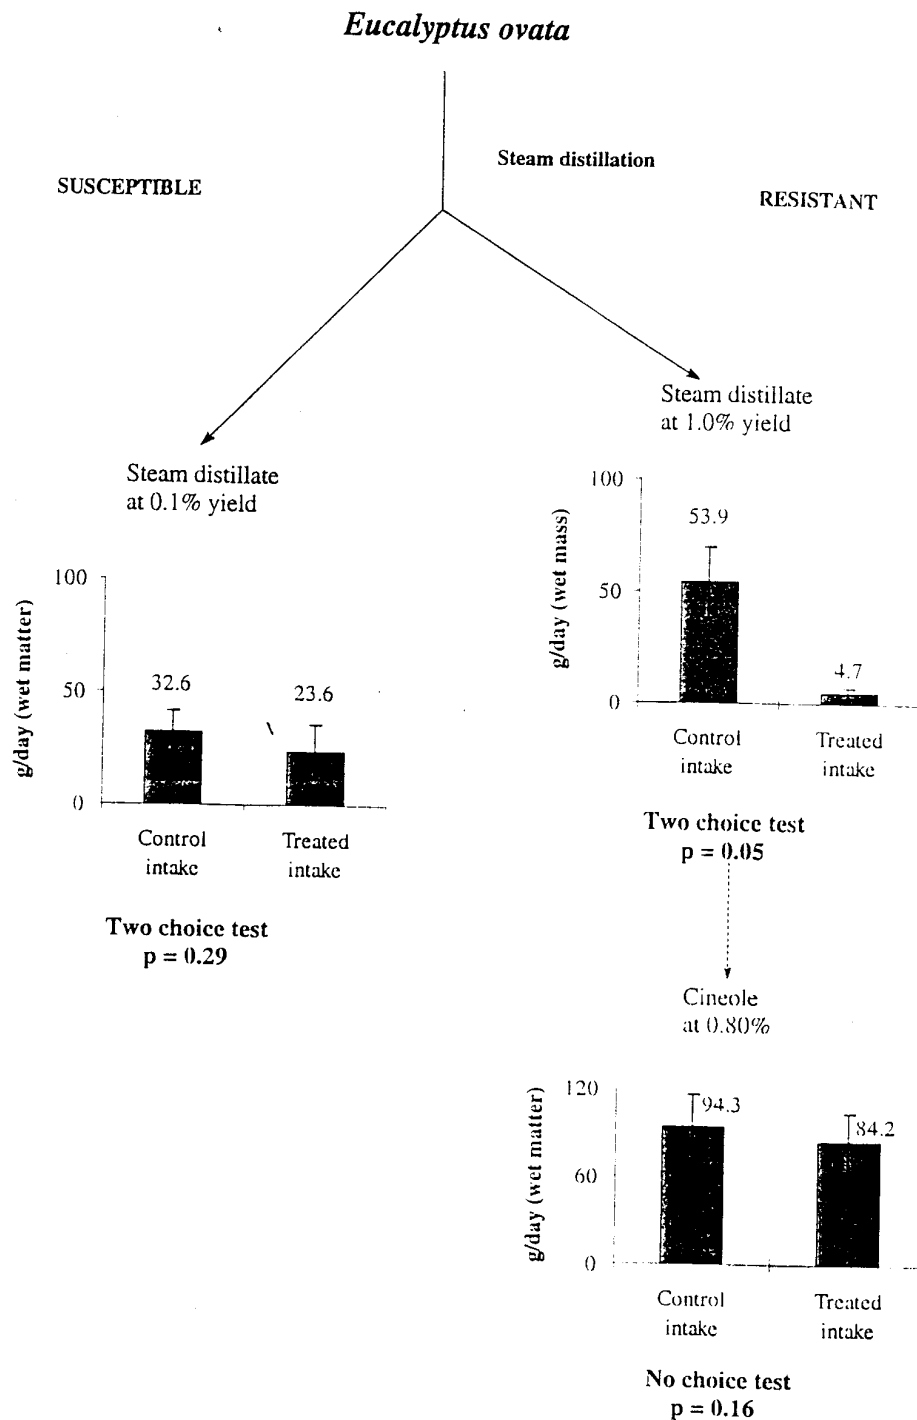 Eucalyptus ovata
Steam distillation
SUSCEPTIBLE
RESISTANT
Steam distillate
at 1.0% yield
100
50
0
g/day (wet mass)
53.9
4.7
Control
intake
Treated
intake
Two choice test
p = 0.05
Steam distillate
at 0.1% yield
100
50
0
g/day (wet matter)
32.6
23.6
Control
intake
Treated
intake
Two choice test
p = 0.29
Cineole
at 0.80%
120
60
0
g/day (wet matter)
94.3
84.2
Control
intake
Treated
intake
No choice test
p = 0.16